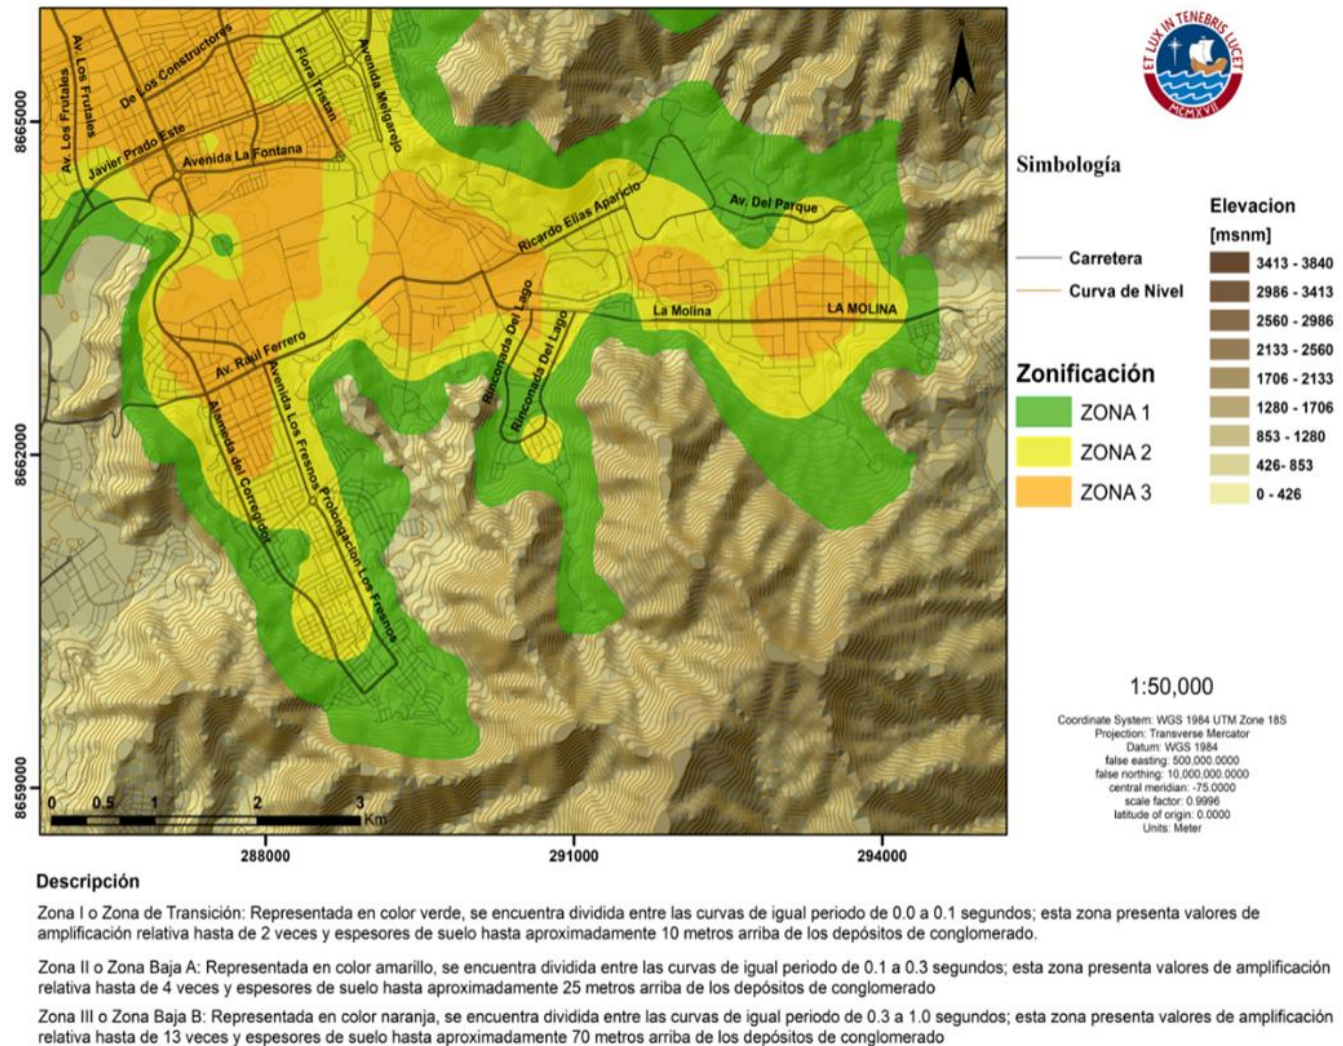 Av. Los Frutales
Av. Los Frutales
De Los Constructores
Flora Tristan
Avenida Melgarejo
Javier Prado Este
Avenida La Fontana
Ricardo Elias Aparicio
Av. Del Parque
La Molina
LA MOLINA
Rinconada Del Lago
Rinconada Del Lago
Av. Raul Ferrero
Avenida Los Fresnos
Alameda del Corregidor
Prolongacion Los Fresnos
8665000
8662000
8659000
0 0.5 1 2 3
Km
288000 291000 294000
N
ET LUX IN TENEBRIS LUCET
MCMXVII
Simbología
Carretera
Curva de Nivel
Zonificación
ZONA 1
ZONA 2
ZONA 3
Elevacion
[msnm]
3413 - 3840
2986 - 3413
2560 - 2986
2133 - 2560
1706 - 2133
1280 - 1706
853 - 1280
426- 853
0 - 426
1:50,000
Coordinate System: WGS 1984 UTM Zone 18S
Projection: Transverse Mercator
Datum: WGS 1984
false easting: 500,000.0000
false northing: 10,000,000.0000
central meridian: -75.0000
scale factor: 0.9996
latitude of origin: 0.0000
Units: Meter
Descripción
Zona I o Zona de Transición: Representada en color verde, se encuentra dividida entre las curvas de igual periodo de 0.0 a 0.1 segundos; esta zona presenta valores de
amplificación relativa hasta de 2 veces y espesores de suelo hasta aproximadamente 10 metros arriba de los depósitos de conglomerado.
Zona II o Zona Baja A: Representada en color amarillo, se encuentra dividida entre las curvas de igual periodo de 0.1 a 0.3 segundos; esta zona presenta valores de amplificación
relativa hasta de 4 veces y espesores de suelo hasta aproximadamente 25 metros arriba de los depósitos de conglomerado
Zona III o Zona Baja B: Representada en color naranja, se encuentra dividida entre las curvas de igual periodo de 0.3 a 1.0 segundos; esta zona presenta valores de amplificación
relativa hasta de 13 veces y espesores de suelo hasta aproximadamente 70 metros arriba de los depósitos de conglomerado